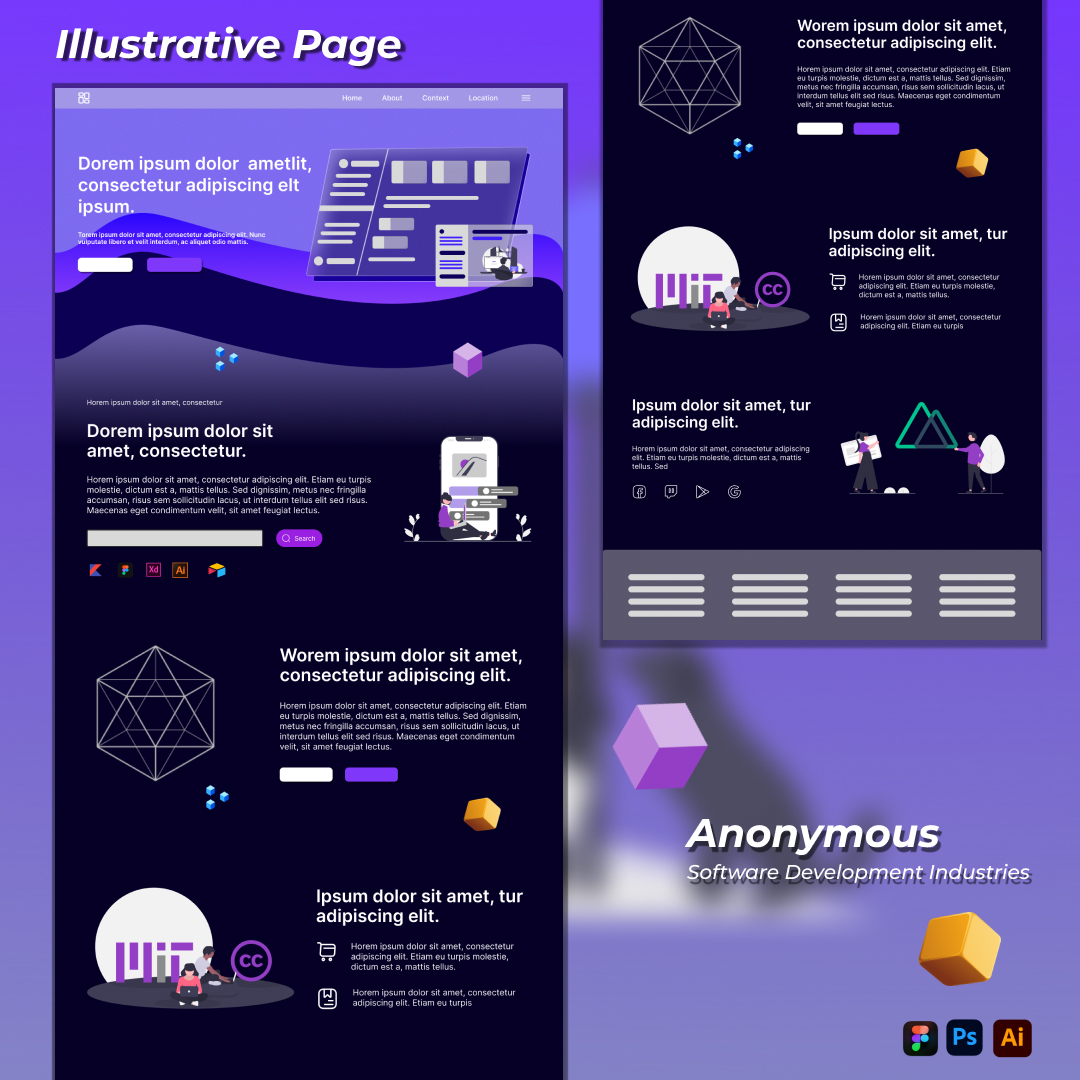 Illustrative Page
Home About Context Location
Dorem ipsum dolor ametlit,
consectetur adipiscing elt
ipsum.
Torem ipsum dolor sit amet, consectetur adipiscing elit. Nunc
vulputate libero et velit interdum, ac aliquet odio mattis.
Horem ipsum dolor sit amet, consectetur
Dorem ipsum dolor sit
amet, consectetur.
Horem ipsum dolor sit amet, consectetur adipiscing elit. Etiam eu turpis
molestie, dictum est a, mattis tellus. Sed dignissim, metus nec fringilla
accumsan, risus sem sollicitudin lacus, ut interdum tellus elit sed risus.
Maecenas eget condimentum velit, sit amet feugiat lectus.
Search
Xd
Ai
Worem ipsum dolor sit amet,
consectetur adipiscing elit.
Horem ipsum dolor sit amet, consectetur adipiscing elit. Etiam
eu turpis molestie, dictum est a, mattis tellus. Sed dignissim,
metus nec fringilla accumsan, risus sem sollicitudin lacus, ut
interdum tellus elit sed risus. Maecenas eget condimentum
velit, sit amet feugiat lectus.
MiT
cc
Ipsum dolor sit amet, tur
adipiscing elit.
Horem ipsum dolor sit amet, consectetur
adipiscing elit. Etiam eu turpis molestie,
dictum est a, mattis tellus.
Horem ipsum dolor sit amet, consectetur
adipiscing elit. Etiam eu turpis
Worem ipsum dolor sit amet,
consectetur adipiscing elit.
Horem ipsum dolor sit amet, consectetur adipiscing elit. Etiam
eu turpis molestie, dictum est a, mattis tellus. Sed dignissim,
metus nec fringilla accumsan, risus sem sollicitudin lacus, ut
interdum tellus elit sed risus. Maecenas eget condimentum
velit, sit amet feugiat lectus.
MiT
cc
Ipsum dolor sit amet, tur
adipiscing elit.
Horem ipsum dolor sit amet, consectetur
adipiscing elit. Etiam eu turpis molestie,
dictum est a, mattis tellus.
Horem ipsum dolor sit amet, consectetur
adipiscing elit. Etiam eu turpis
Ipsum dolor sit amet, tur
adipiscing elit.
Horem ipsum dolor sit amet, consectetur adipiscing
elit. Etiam eu turpis molestie, dictum est a, mattis
tellus. Sed
Anonymous
Software Development Industries
Ps
Ai